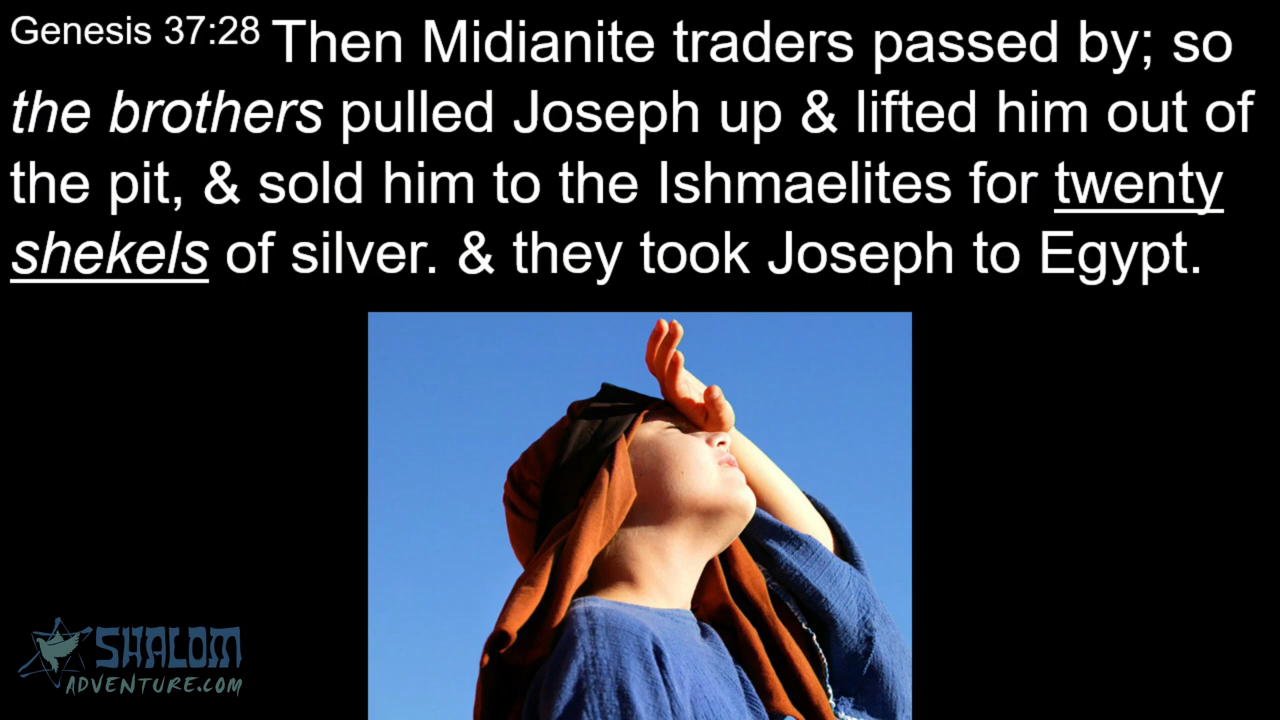 Genesis 37:28 Then Midianite traders passed by; so
the brothers pulled Joseph up & lifted him out of
the pit, & sold him to the Ishmaelites for twenty
shekels of silver. & they took Joseph to Egypt.
SHALOM
ADVENTURE.COM